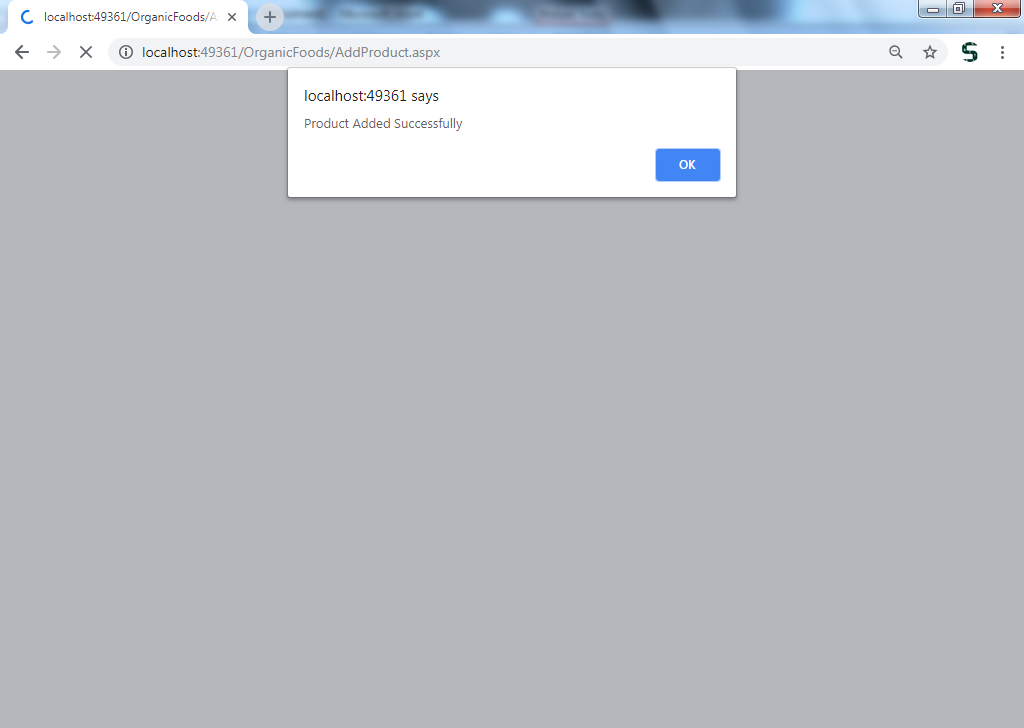 localhost:49361/OrganicFoods/A
localhost:49361/OrganicFoods/AddProduct.aspx
localhost:49361 says
Product Added Successfully
OK